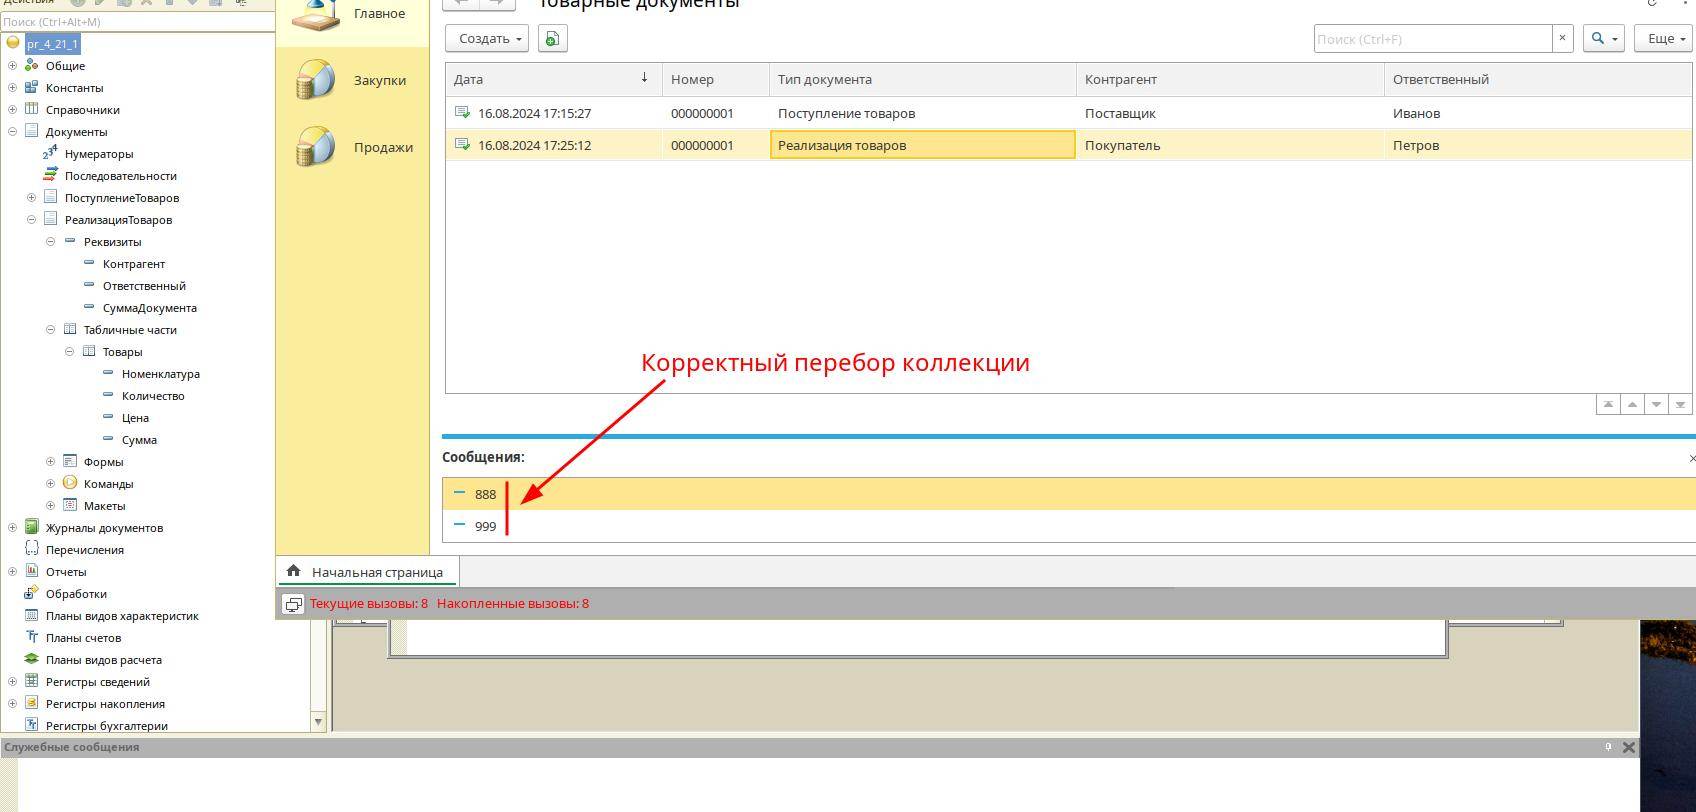 Действия
Поиск (Ctrl+Alt+M)
pr_4_21_1
Общие
Константы
Справочники
Документы
Нумераторы
Последовательности
ПоступлениеТоваров
РеализацияТоваров
Реквизиты
Контрагент
Ответственный
СуммаДокумента
Табличные части
Товары
Номенклатура
Количество
Цена
Сумма
Формы
Команды
Макеты
Журналы документов
Перечисления
Отчеты
Обработки
Планы видов характеристик
Планы счетов
Планы видов расчета
Регистры сведений
Регистры накопления
Регистры бухгалтерии
Главное
Закупки
Продажи
Товарные документы
Создать
Поиск (Ctrl+F)
Еще
Дата Номер Тип документа Контрагент Ответственный
16.08.2024 17:15:27 000000001 Поступление товаров Поставщик Иванов
16.08.2024 17:25:12 000000001 Реализация товаров Покупатель Петров
Корректный перебор коллекции
Сообщения:
888
999
Начальная страница
Текущие вызовы: 8 Накопленные вызовы: 8
Служебные сообщения